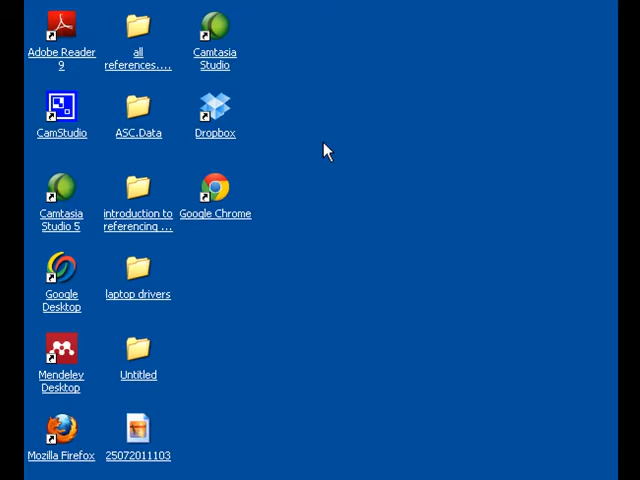 Adobe Reader
9
all
references....
Camtasia
Studio
CamStudio
ASC.Data
Dropbox
Camtasia
Studio 5
introduction to
referencing ...
Google Chrome
Google
Desktop
laptop drivers
Mendeley
Desktop
Untitled
Mozilla Firefox
25072011103